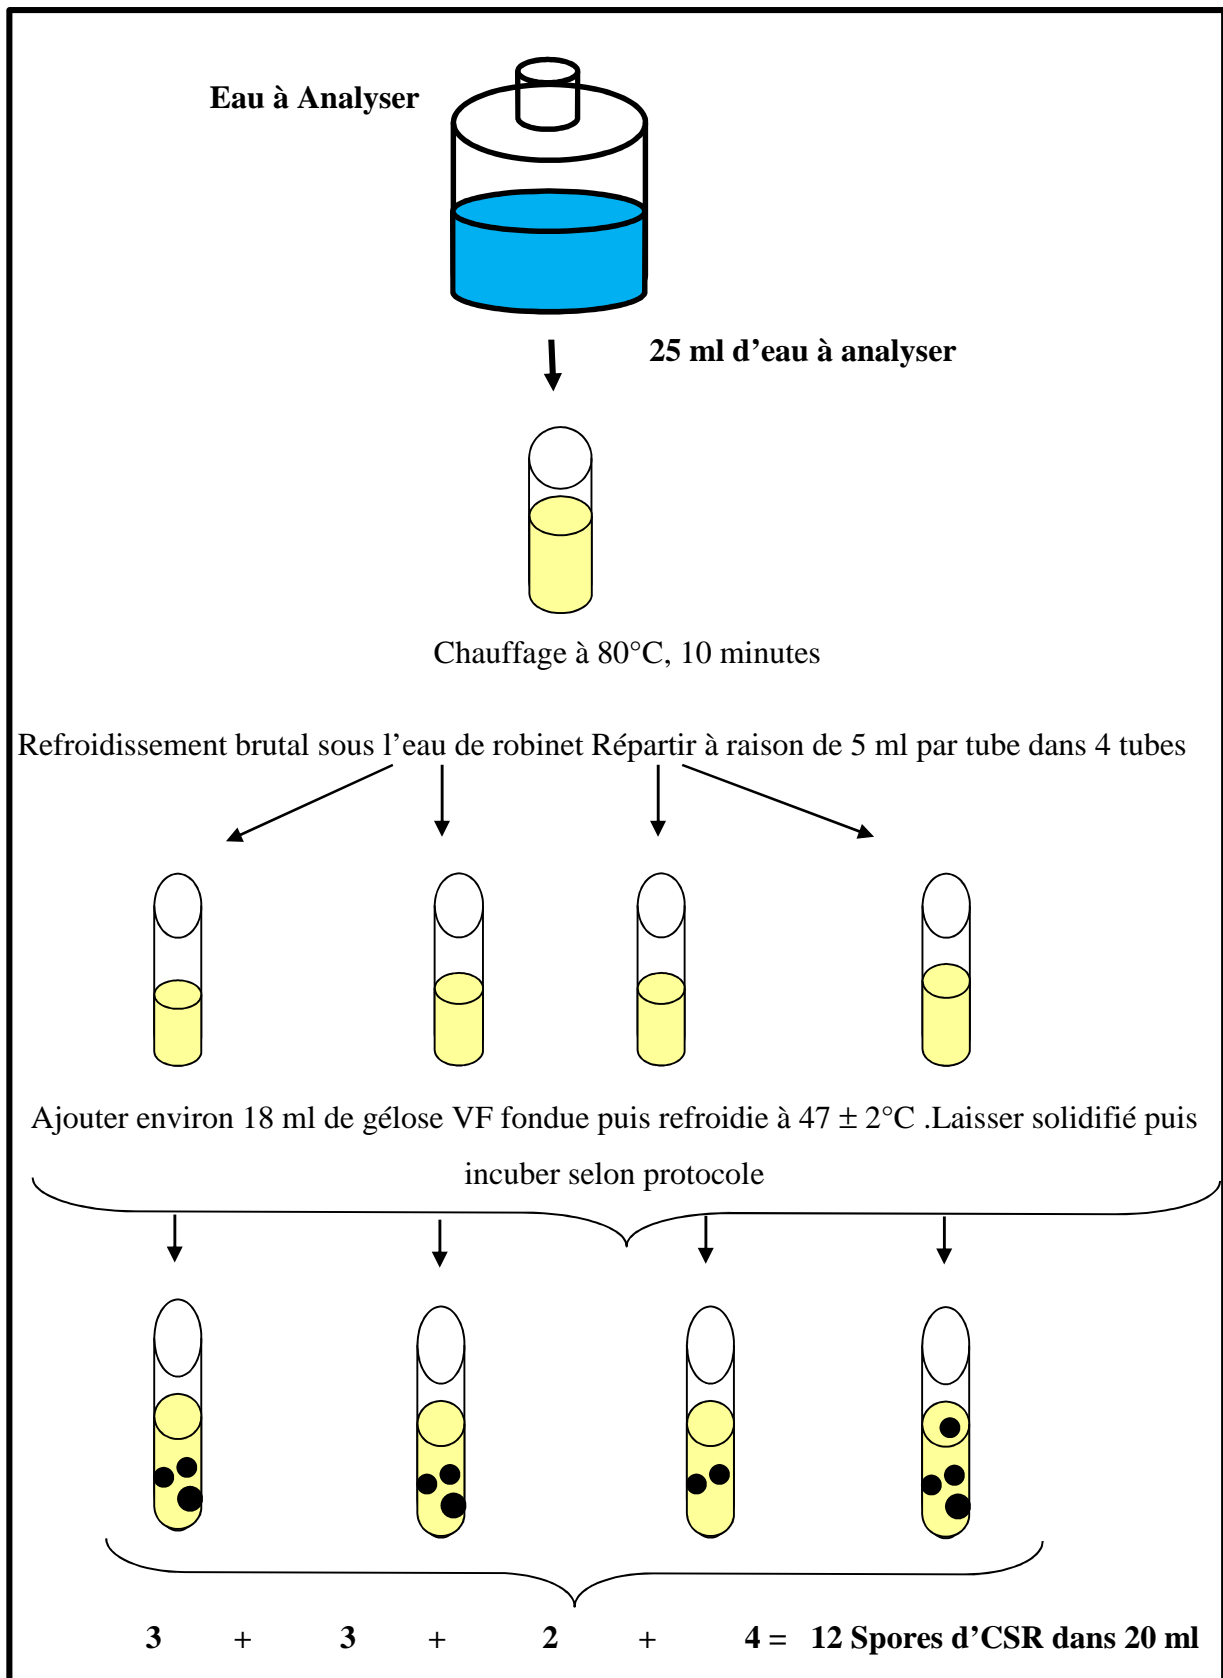 Eau à Analyser
25 ml d’eau à analyser
Chauffage à 80°C, 10 minutes
Refroidissement brutal sous l’eau de robinet Répartir à raison de 5 ml par tube dans 4 tubes
Ajouter environ 18 ml de gélose VF fondue puis refroidie à 47 ± 2°C .Laisser solidifié puis
incuber selon protocole
3 + 3 + 2 + 4 = 12 Spores d’CSR dans 20 ml